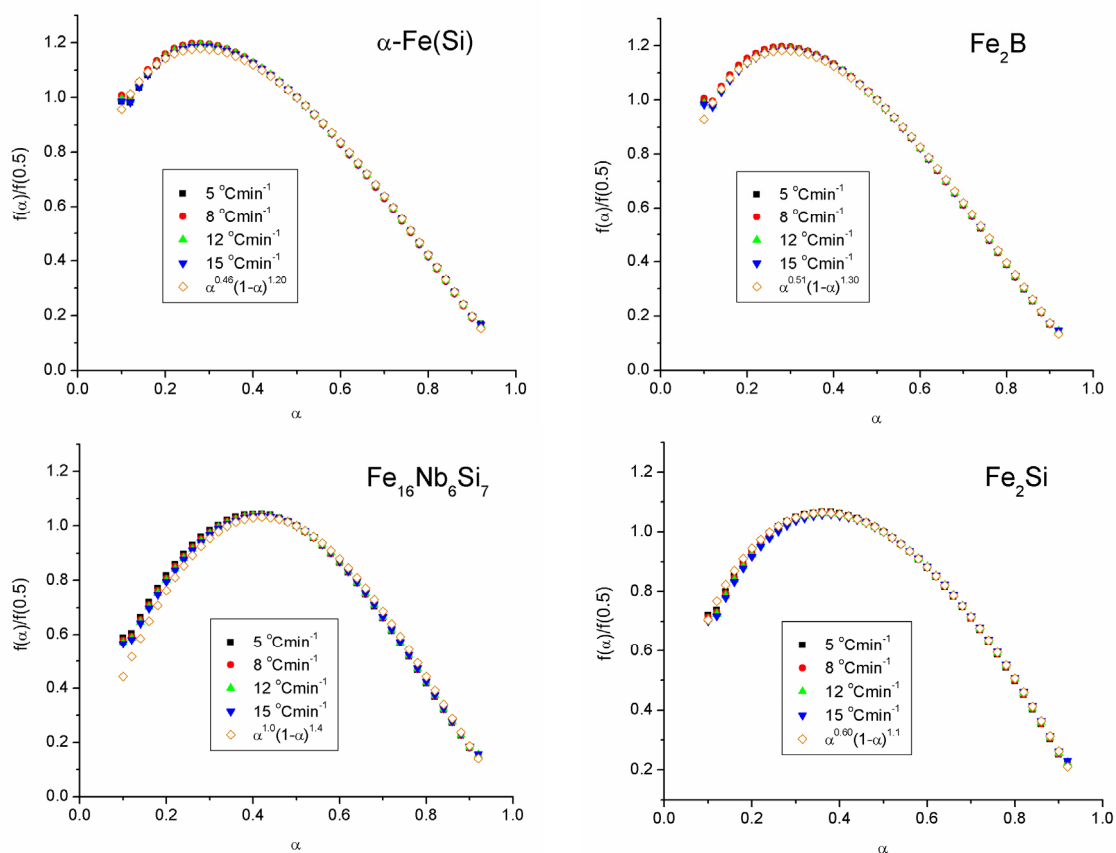 α-Fe(Si)
f(α)/f(0.5)
1.2
1.0
0.8
0.6
0.4
0.2
0.0
5 °Cmin⁻¹
8 °Cmin⁻¹
12 °Cmin⁻¹
15 °Cmin⁻¹
α^0.46(1-α)^1.20
0.0 0.2 0.4 0.6 0.8 1.0
α
Fe₂B
f(α)/f(0.5)
1.2
1.0
0.8
0.6
0.4
0.2
0.0
5 °Cmin⁻¹
8 °Cmin⁻¹
12 °Cmin⁻¹
15 °Cmin⁻¹
α^0.51(1-α)^1.30
0.0 0.2 0.4 0.6 0.8 1.0
α
Fe₁₆Nb₆Si₇
f(α)/f(0.5)
1.2
1.0
0.8
0.6
0.4
0.2
0.0
5 °Cmin⁻¹
8 °Cmin⁻¹
12 °Cmin⁻¹
15 °Cmin⁻¹
α^1.0(1-α)^1.4
0.0 0.2 0.4 0.6 0.8 1.0
α
Fe₂Si
f(α)/f(0.5)
1.2
1.0
0.8
0.6
0.4
0.2
5 °Cmin⁻¹
8 °Cmin⁻¹
12 °Cmin⁻¹
15 °Cmin⁻¹
α^0.60(1-α)^1.1
0.0 0.2 0.4 0.6 0.8 1.0
α